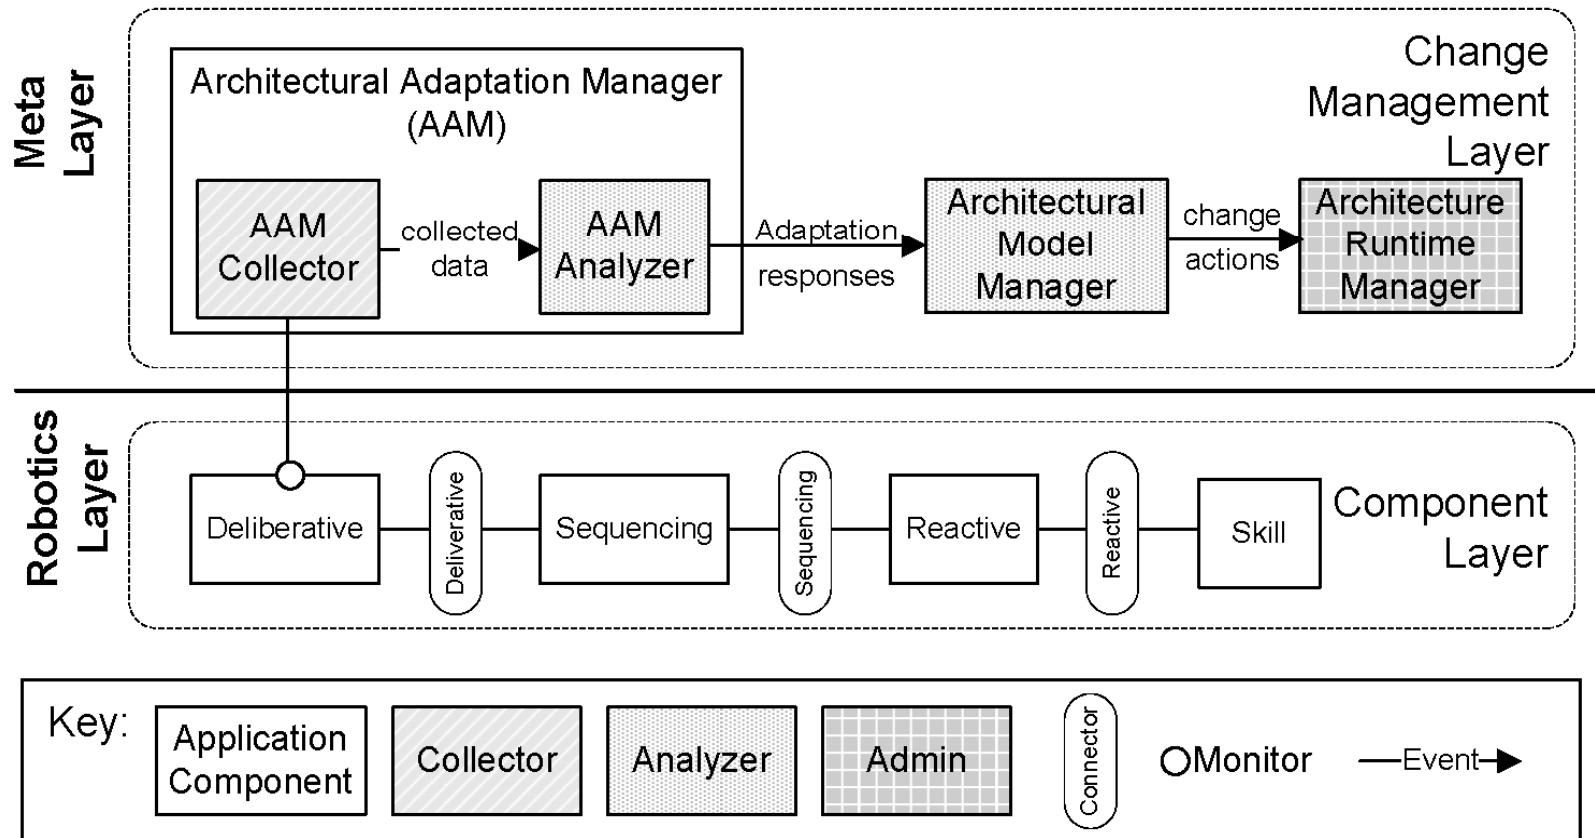 Meta
Layer
Change
Management
Layer
Architectural Adaptation Manager
(AAM)
AAM
Collector
collected
data
AAM
Analyzer
Adaptation
responses
Architectural
Model
Manager
change
actions
Architecture
Runtime
Manager
Robotics
Layer
Deliberative
Deliverative
Sequencing
Sequencing
Reactive
Reactive
Skill
Component
Layer
Key:
Application
Component
Collector
Analyzer
Admin
Connector
Monitor
Event